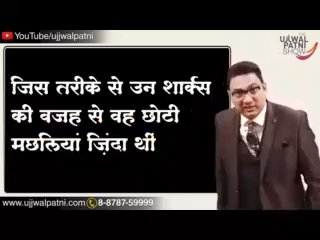 YouTube/ujjwalpatni
UJJWAL
PATNI
SHOW
जिस तरीके से उन शार्क्स
की वजह से वह छोटी
मछलियां ज़िंदा थीं
www.ujjwalpatni.com 8-8787-59999